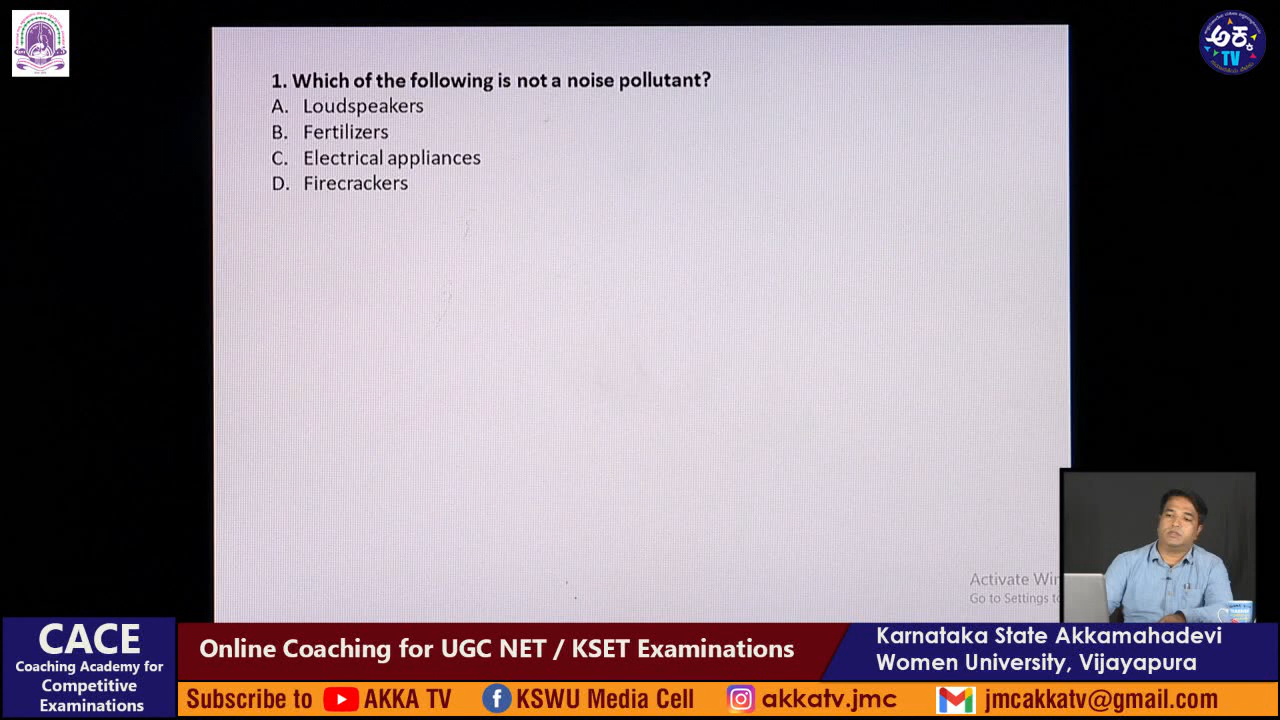 ಅಕ್ಕ
TV
1. Which of the following is not a noise pollutant?
A. Loudspeakers
B. Fertilizers
C. Electrical appliances
D. Firecrackers
Activate Win
Go to Settings to
CACE
Coaching Academy for
Competitive
Examinations
Online Coaching for UGC NET / KSET Examinations
Karnataka State Akkamahadevi
Women University, Vijayapura
Subscribe to AKKA TV KSWU Media Cell akkatv.jmc jmcakkatv@gmail.com